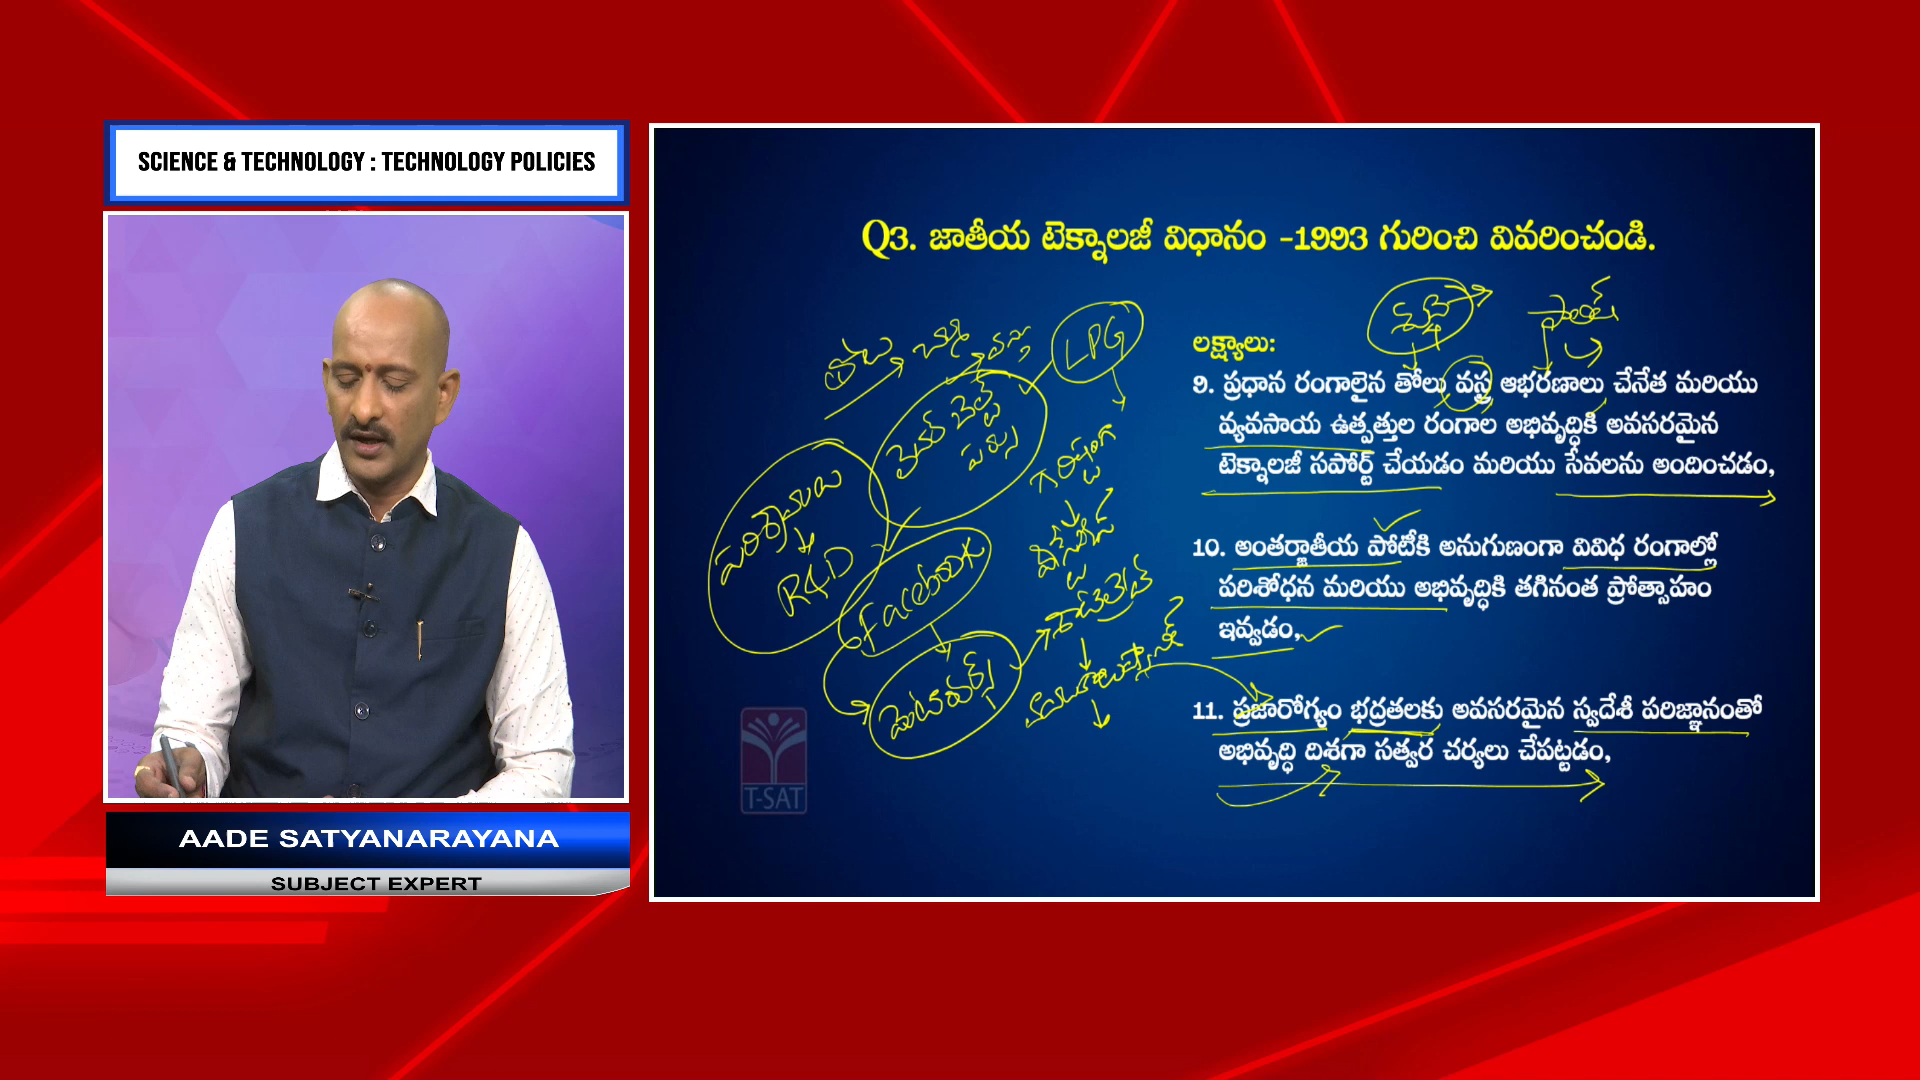 SCIENCE & TECHNOLOGY : TECHNOLOGY POLICIES
Q3. జాతీయ టెక్నాలజీ విధానం -1993 గురించి వివరించండి.
లక్ష్యాలు:
9. ప్రధాన రంగాలైన తోలు వస్త్ర ఆభరణాలు చేనేత మరియు
వ్యవసాయ ఉత్పత్తుల రంగాల అభివృద్ధికి అవసరమైన
టెక్నాలజీ సపోర్ట్ చేయడం మరియు సేవలను అందించడం,
10. అంతర్జాతీయ పోటీకి అనుగుణంగా వివిధ రంగాల్లో
పరిశోధన మరియు అభివృద్ధికి తగినంత ప్రోత్సాహం
ఇవ్వడం,
11. ప్రజారోగ్యం భద్రతలకు అవసరమైన స్వదేశీ పరిజ్ఞానంతో
అభివృద్ధి దిశగా సత్వర చర్యలు చేపట్టడం,
LPG
పరిశ్రమలు
R&D
Facebook
T-SAT
AADE SATYANARAYANA
SUBJECT EXPERT